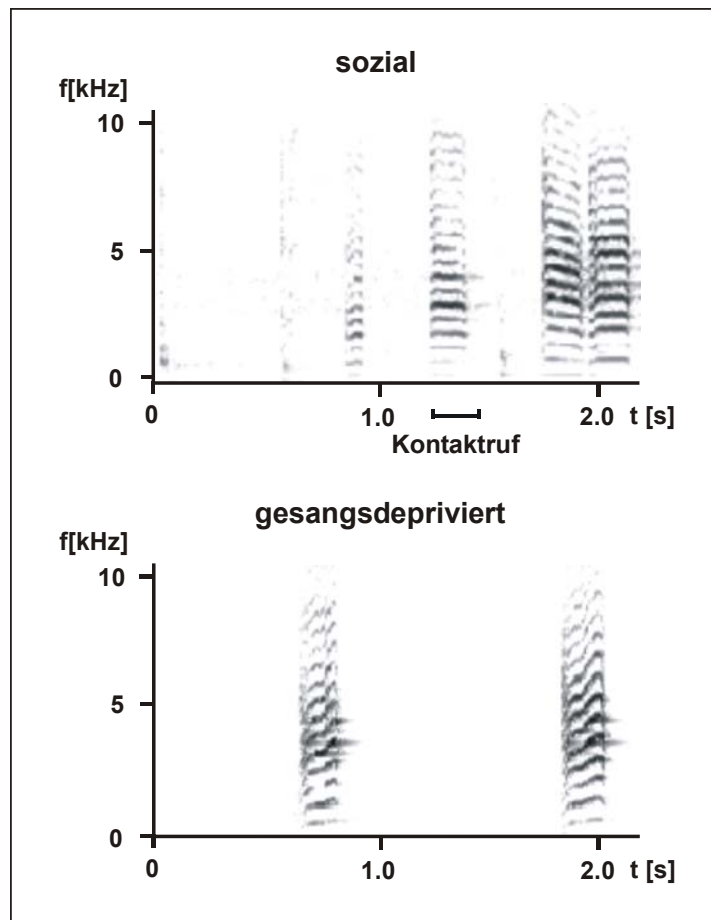 sozial
f[kHz]
10
5
0
0 1.0 2.0 t [s]
Kontaktruf
gesangsdepriviert
f[kHz]
10
5
0
0 1.0 2.0 t [s]